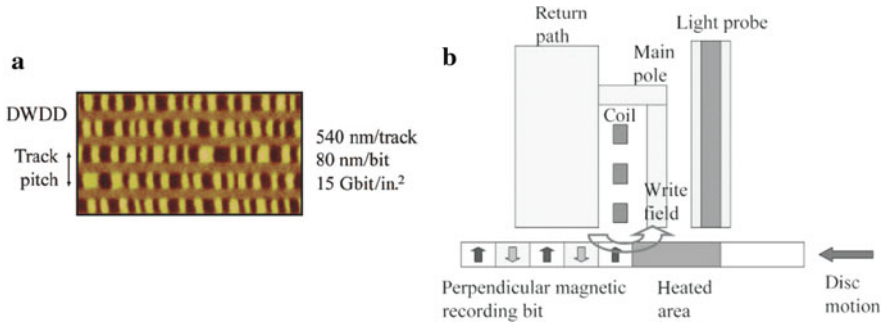 a
DWDD
Track
pitch
540 nm/track
80 nm/bit
15 Gbit/in.²
b
Return
path
Light probe
Main
pole
Coil
Write
field
Perpendicular magnetic
recording bit
Heated
area
Disc
motion